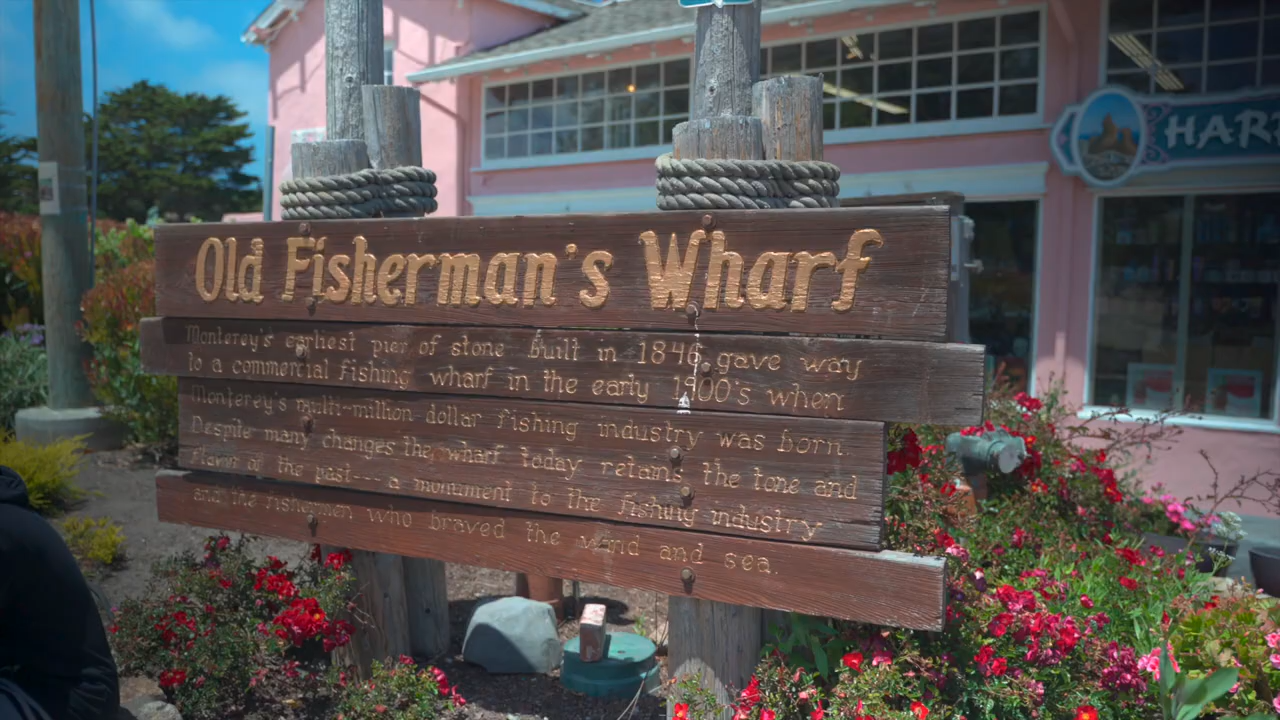 Old Fisherman's Wharf
Monterey's earliest pier of stone built in 1846 gave way
to a commercial fishing wharf in the early 1900's when
Monterey's multi-million dollar fishing industry was born.
Despite many changes the wharf today retains the tone and
flavor of the past--- a monument to the fishing industry
and the fishermen who braved the wind and sea.
HAR